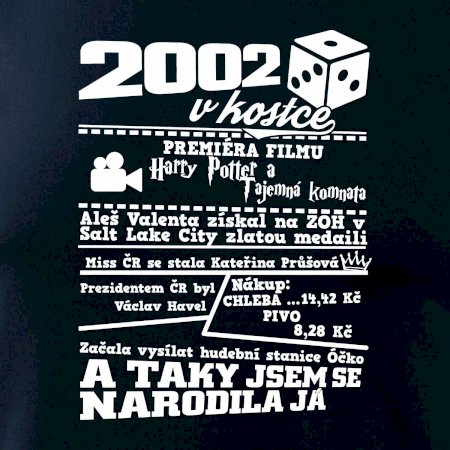 2002
v kostce
PREMIÉRA FILMU
Harry Potter a
Tajemná komnata
Aleš Valenta získal na ZOH v
Salt Lake City zlatou medaili
Miss ČR se stala Kateřina Průšová
Prezidentem ČR byl
Václav Havel
Nákup:
CHLEBA ...14,42 Kč
PIVO
8,28 Kč
Začala vysílat hudební stanice Óčko
A TAKY JSEM SE
NARODILA JÁ